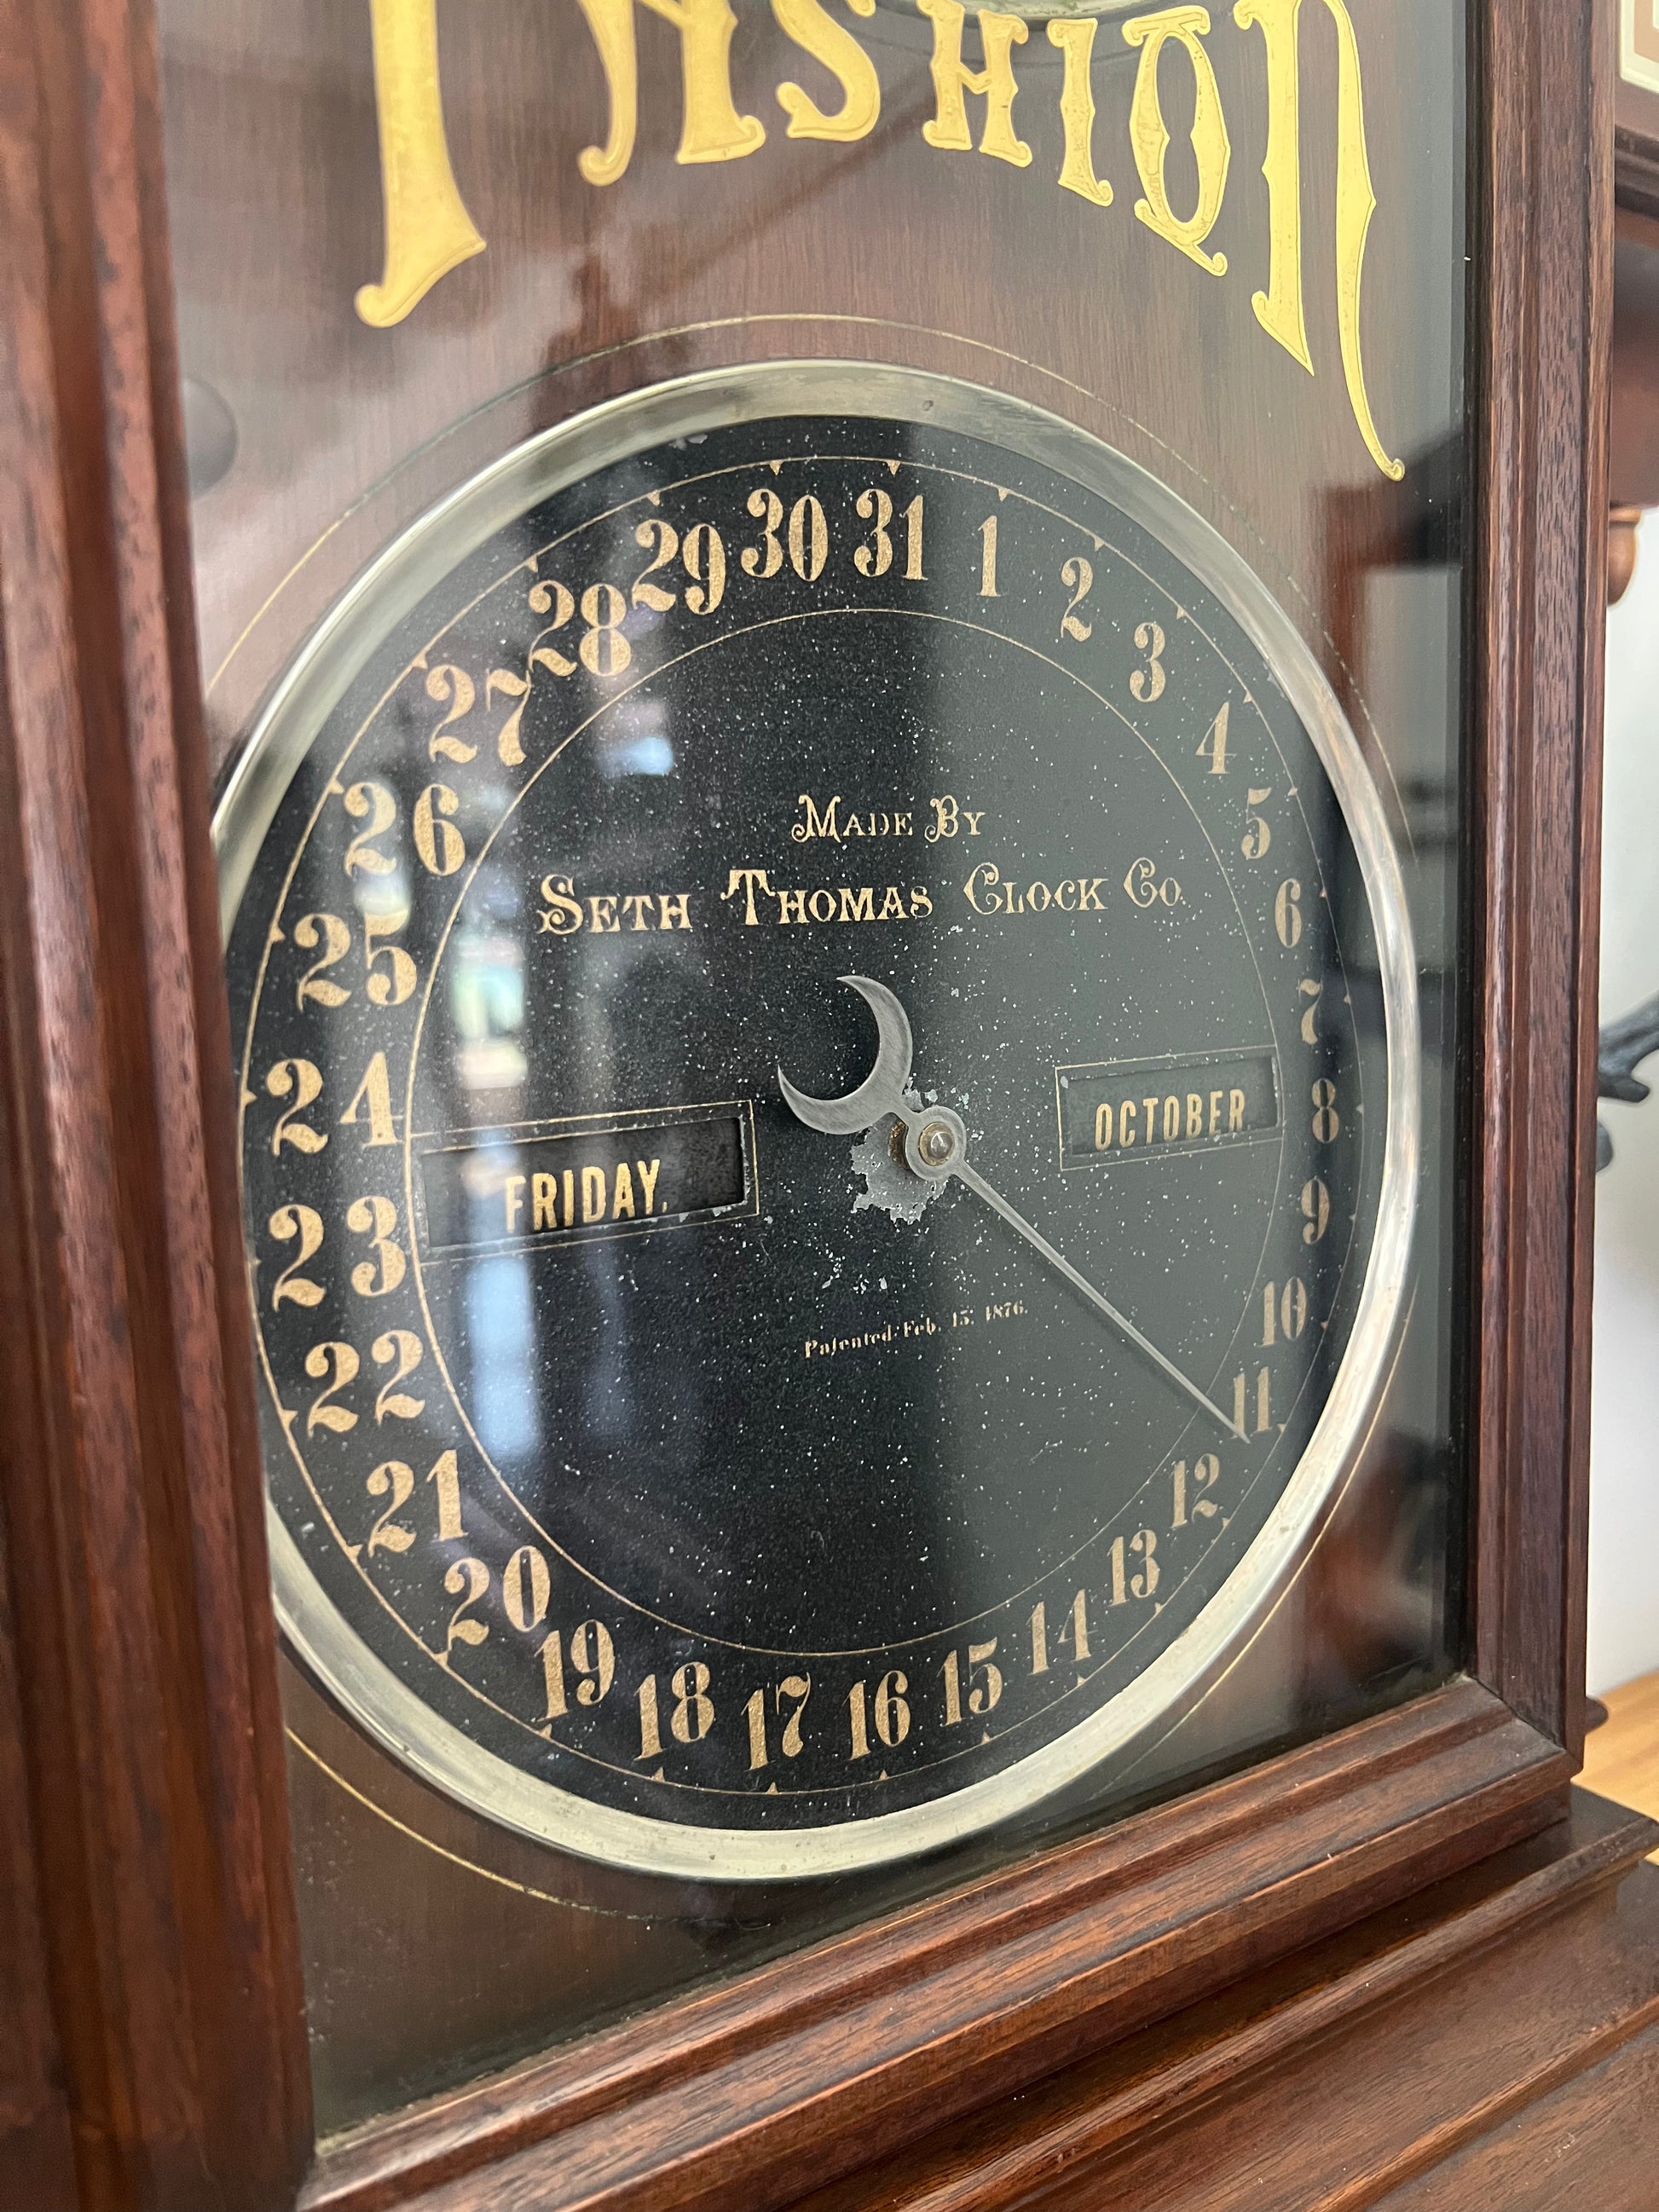 FASHION
30 31 1
29 2
28 3
27 4
26 5
MADE BY
SETH THOMAS CLOCK CO.
25 6
24 7
FRIDAY. OCTOBER.
23 8
22 9
Patented Feb. 15, 1876.
21 10
20 11
19 12
18 17 16 15 14 13